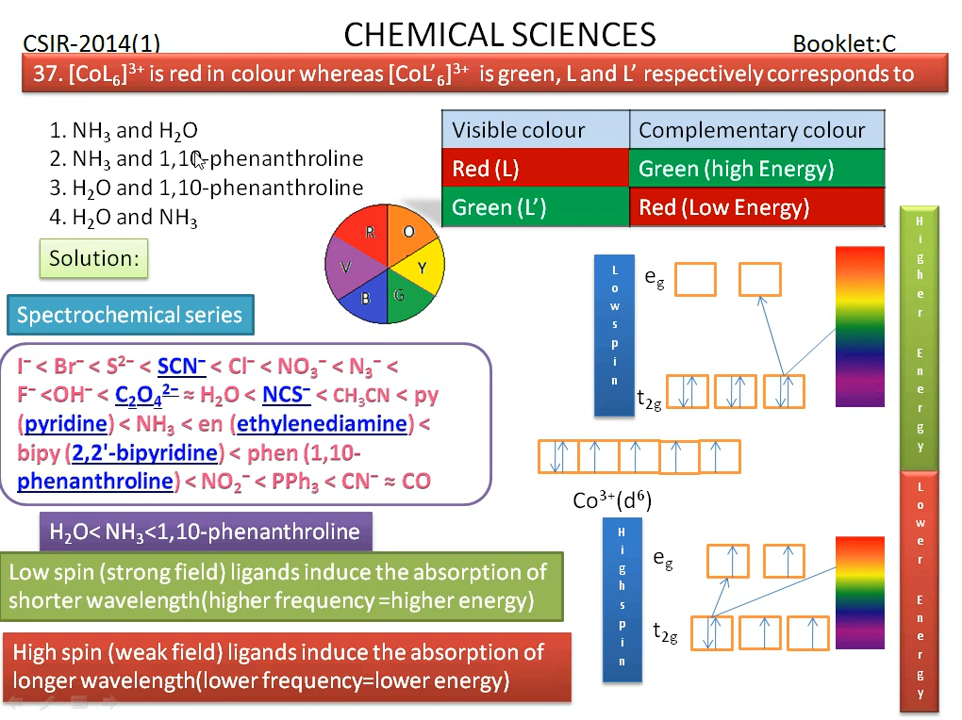 CSIR-2014(1)
CHEMICAL SCIENCES
Booklet:C
37. [CoL₆]³⁺ is red in colour whereas [CoL’₆]³⁺ is green, L and L’ respectively corresponds to
1. NH₃ and H₂O
2. NH₃ and 1,10-phenanthroline
3. H₂O and 1,10-phenanthroline
4. H₂O and NH₃
Visible colour
Complementary colour
Red (L)
Green (high Energy)
Green (L’)
Red (Low Energy)
Solution:
R
O
Y
G
B
V
Spectrochemical series
I⁻ < Br⁻ < S²⁻ < SCN⁻ < Cl⁻ < NO₃⁻ < N₃⁻ <
F⁻ <OH⁻ < C₂O₄²⁻ ≈ H₂O < NCS⁻ < CH₃CN < py
(pyridine) < NH₃ < en (ethylenediamine) <
bipy (2,2'-bipyridine) < phen (1,10-
phenanthroline) < NO₂⁻ < PPh₃ < CN⁻ ≈ CO
H₂O< NH₃<1,10-phenanthroline
Low spin (strong field) ligands induce the absorption of
shorter wavelength(higher frequency =higher energy)
High spin (weak field) ligands induce the absorption of
longer wavelength(lower frequency=lower energy)
Low spin
e_g
t₂g
Co³⁺(d⁶)
High spin
e_g
t₂g
Higher Energy
Lower Energy